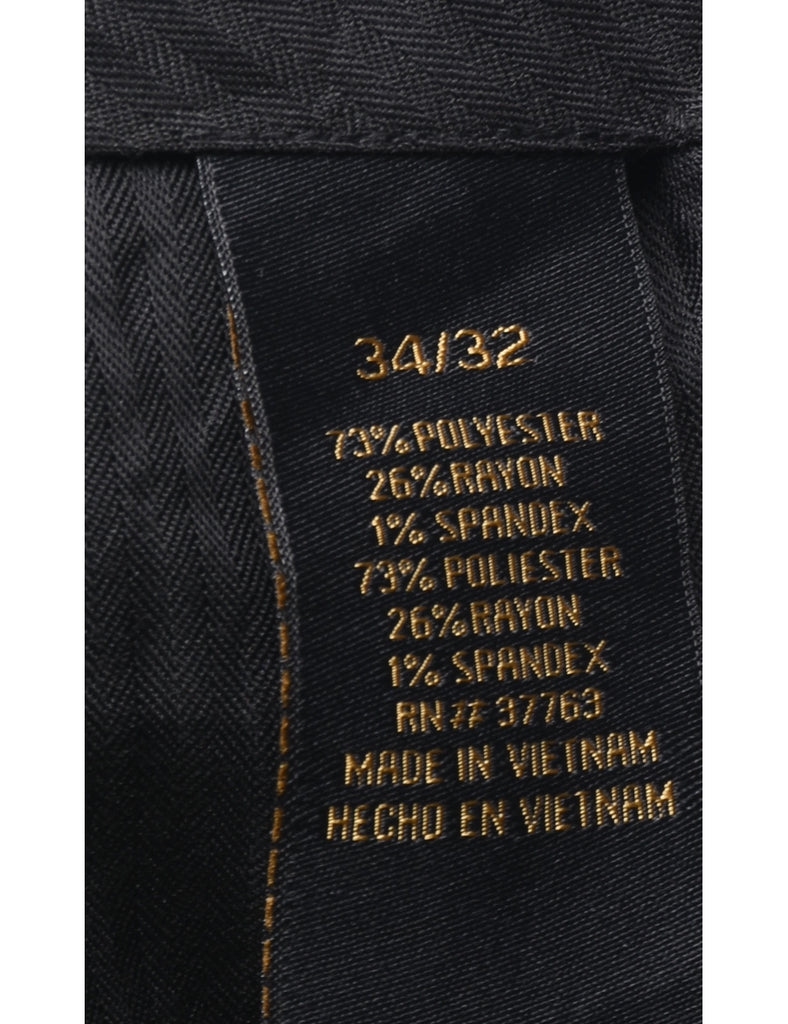 34/32
73% POLYESTER
26% RAYON
1% SPANDEX
73% POLIESTER
26% RAYON
1% SPANDEX
RN# 37763
MADE IN VIETNAM
HECHO EN VIETNAM